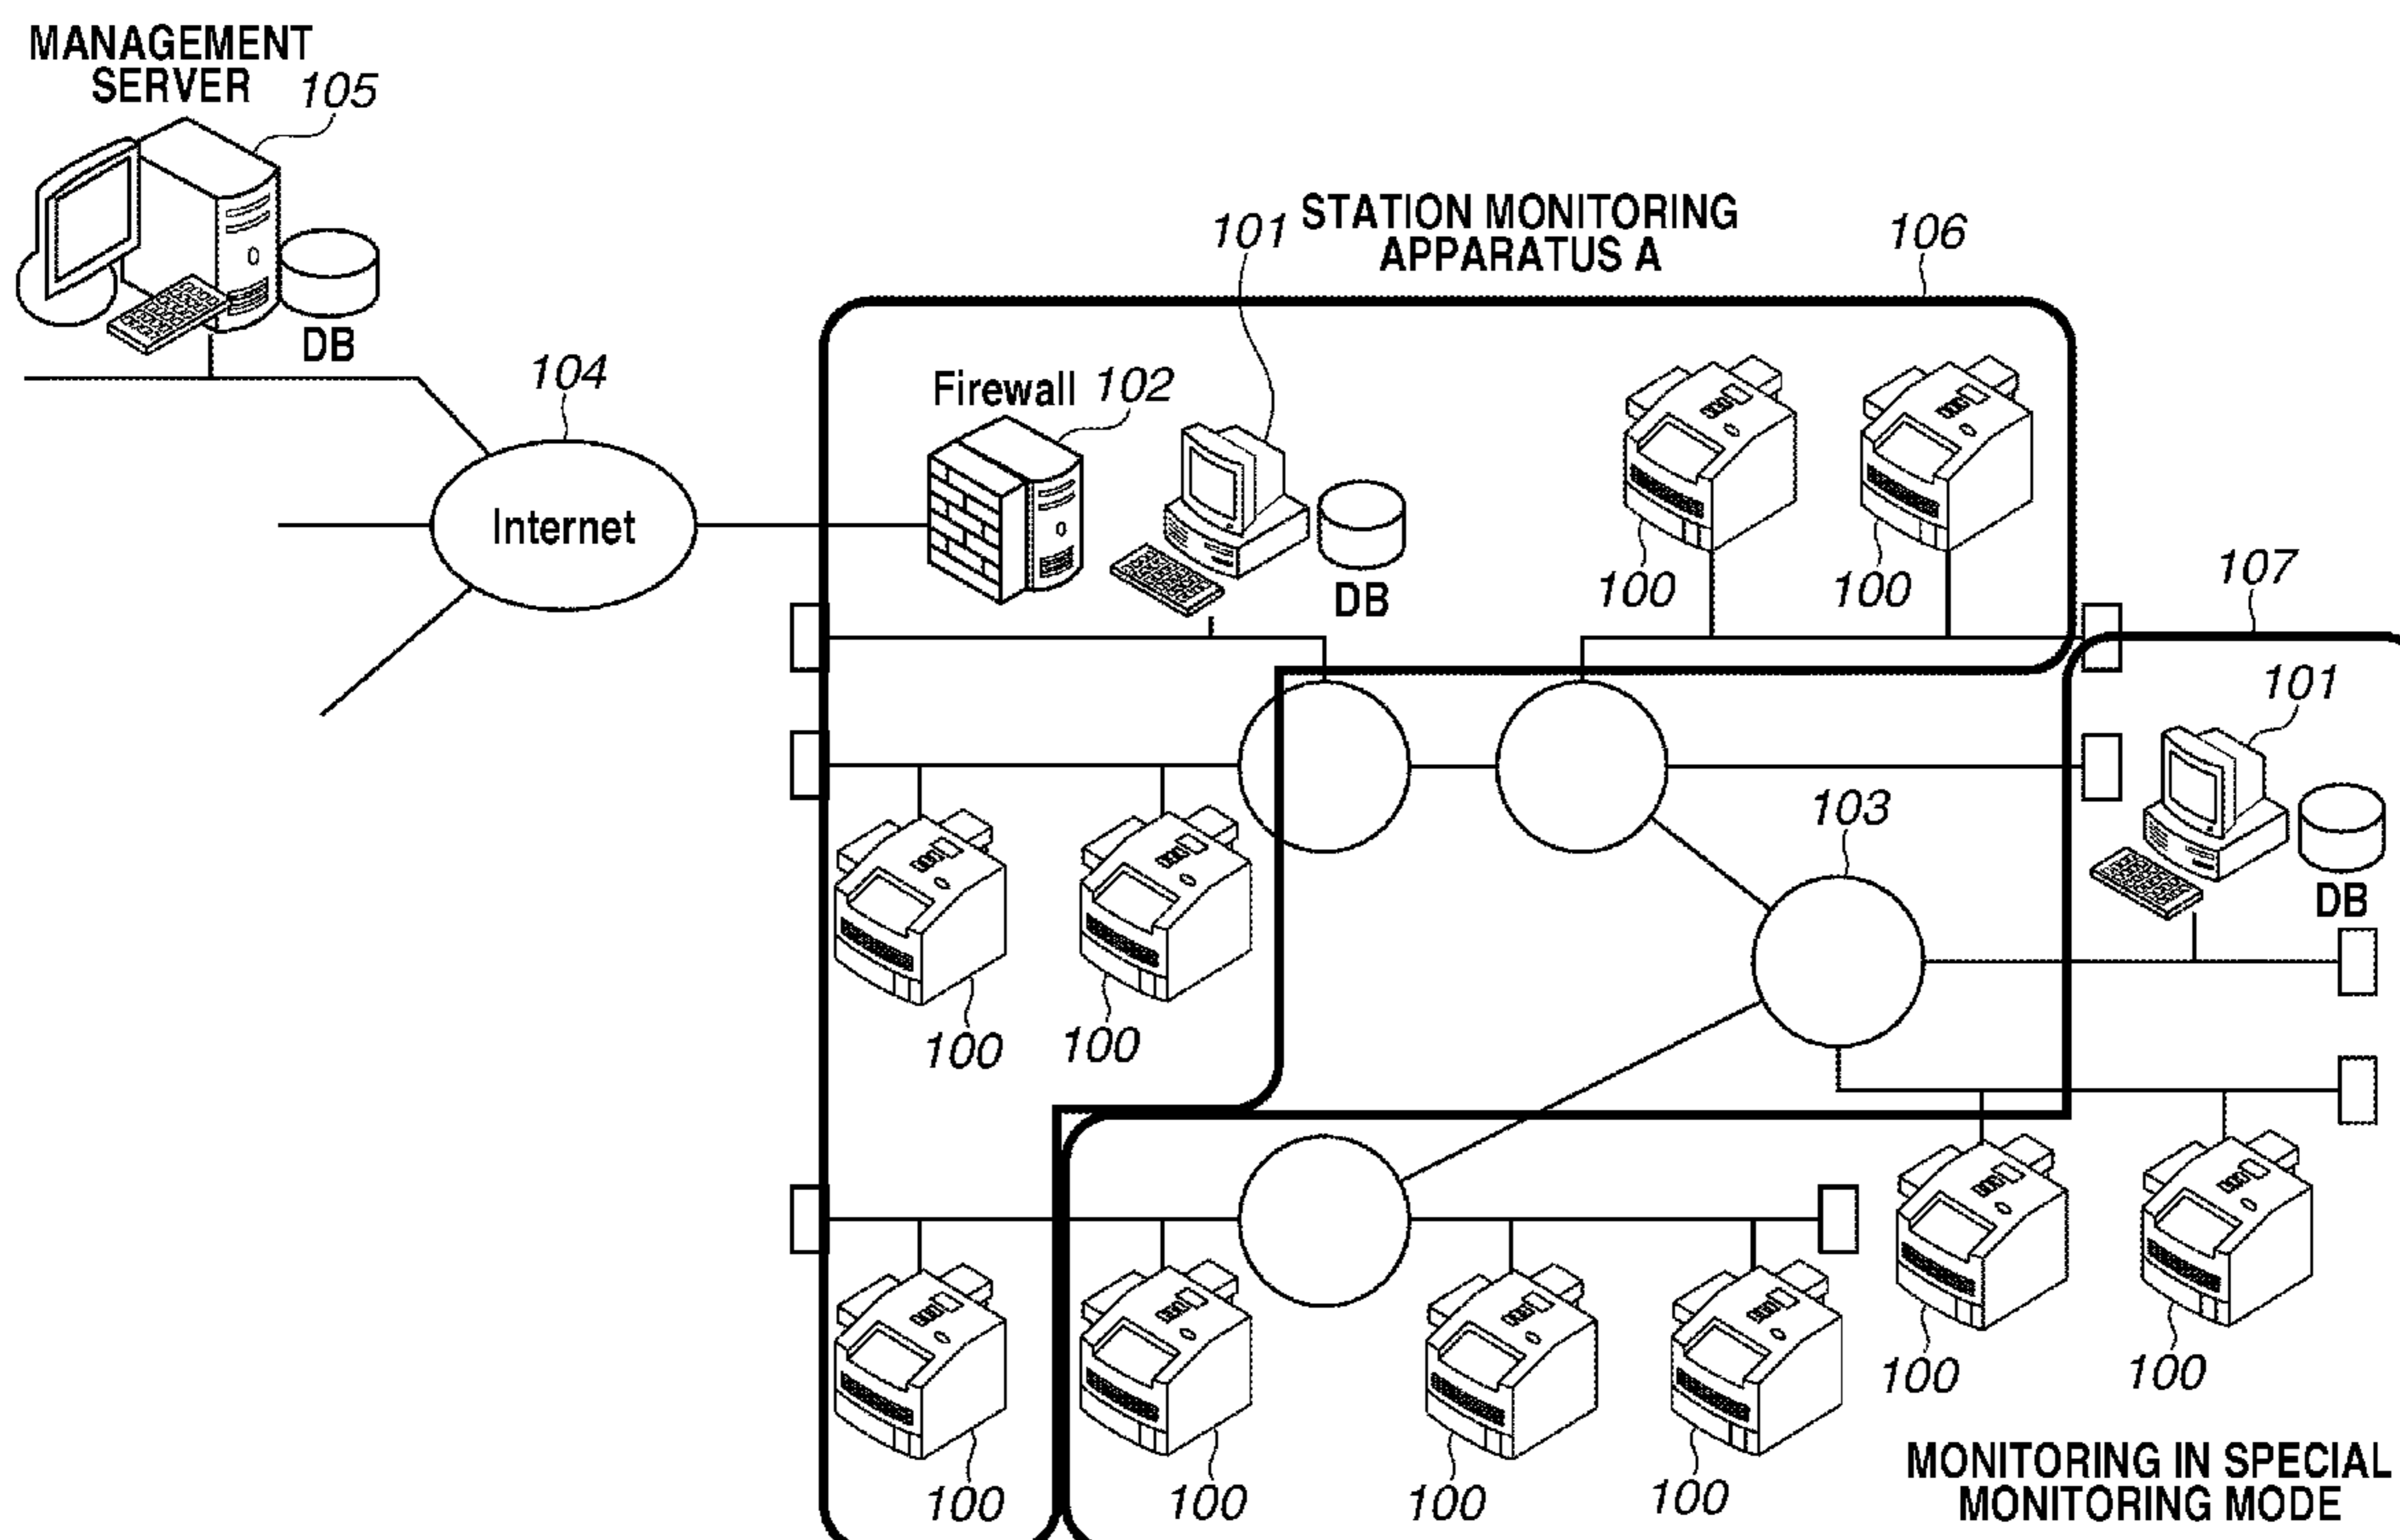 MANAGEMENT
SERVER
105
DB
104
Internet
STATION MONITORING
APPARATUS A
101
106
Firewall 102
DB
100
100
107
101
DB
103
100
100
100
100
100
100
100
100
MONITORING IN SPECIAL
MONITORING MODE